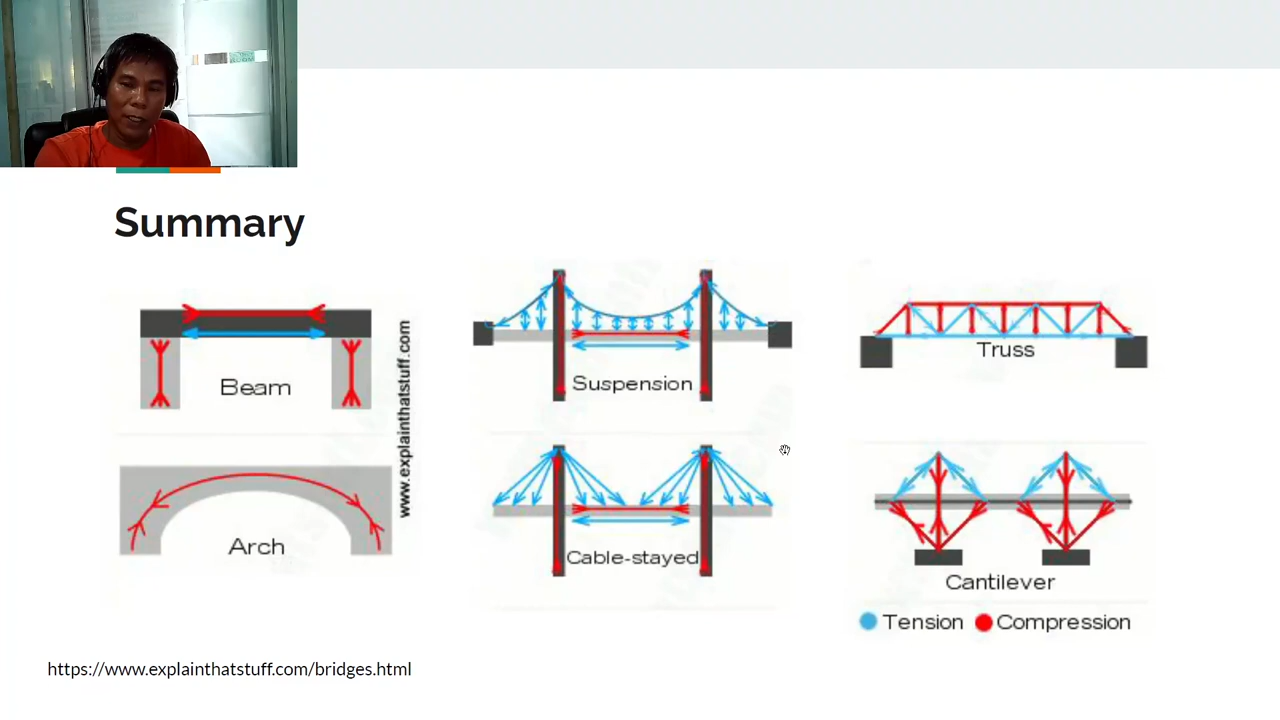 Summary
Beam
www.explainthatstuff.com
Arch
Suspension
Cable-stayed
Truss
Cantilever
Tension
Compression
https://www.explainthatstuff.com/bridges.html